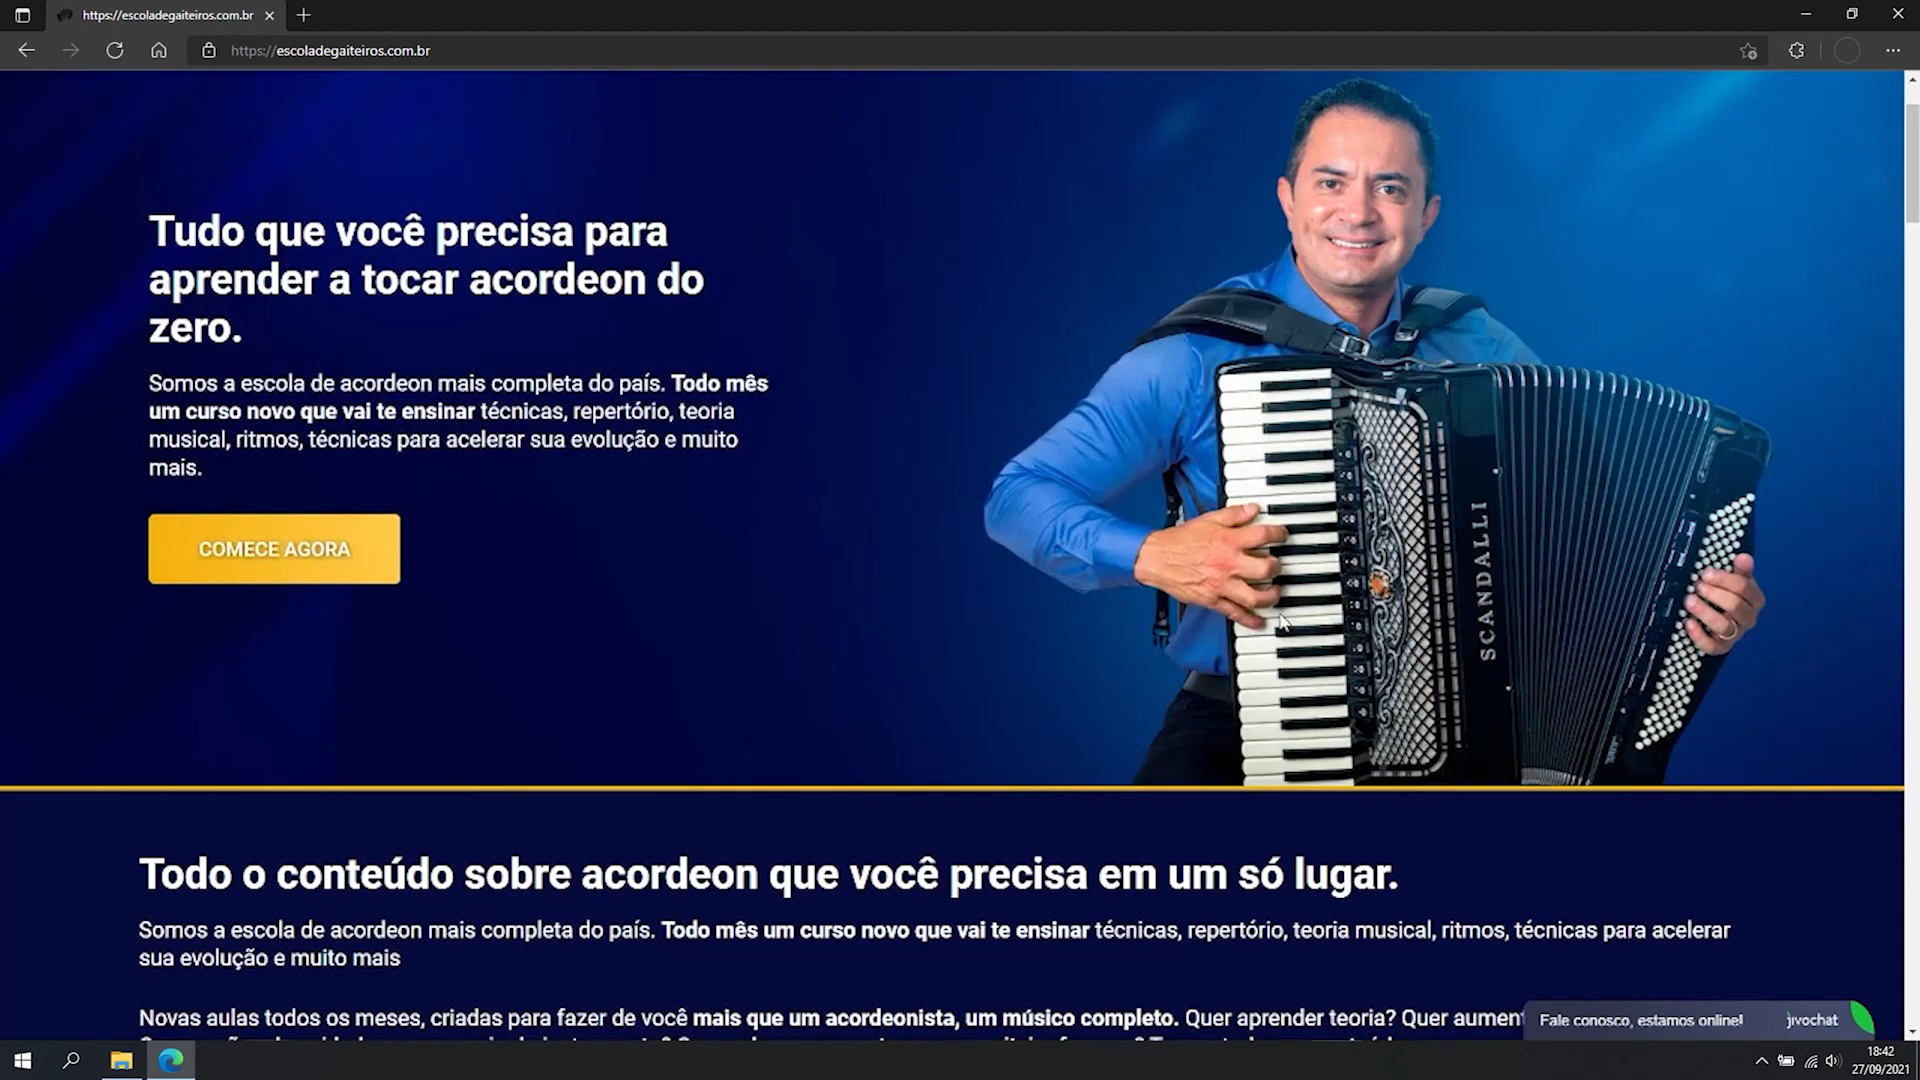 https://escoladegaiteiros.com.br
https://escoladegaiteiros.com.br
Tudo que você precisa para
aprender a tocar acordeon do
zero.
Somos a escola de acordeon mais completa do país. Todo mês
um curso novo que vai te ensinar técnicas, repertório, teoria
musical, ritmos, técnicas para acelerar sua evolução e muito
mais.
COMECE AGORA
SCANDALLI
Todo o conteúdo sobre acordeon que você precisa em um só lugar.
Somos a escola de acordeon mais completa do país. Todo mês um curso novo que vai te ensinar técnicas, repertório, teoria musical, ritmos, técnicas para acelerar
sua evolução e muito mais
Novas aulas todos os meses, criadas para fazer de você mais que um acordeonista, um músico completo. Quer aprender teoria? Quer aument
Fale conosco, estamos online!
jivochat
18:42
27/09/2021